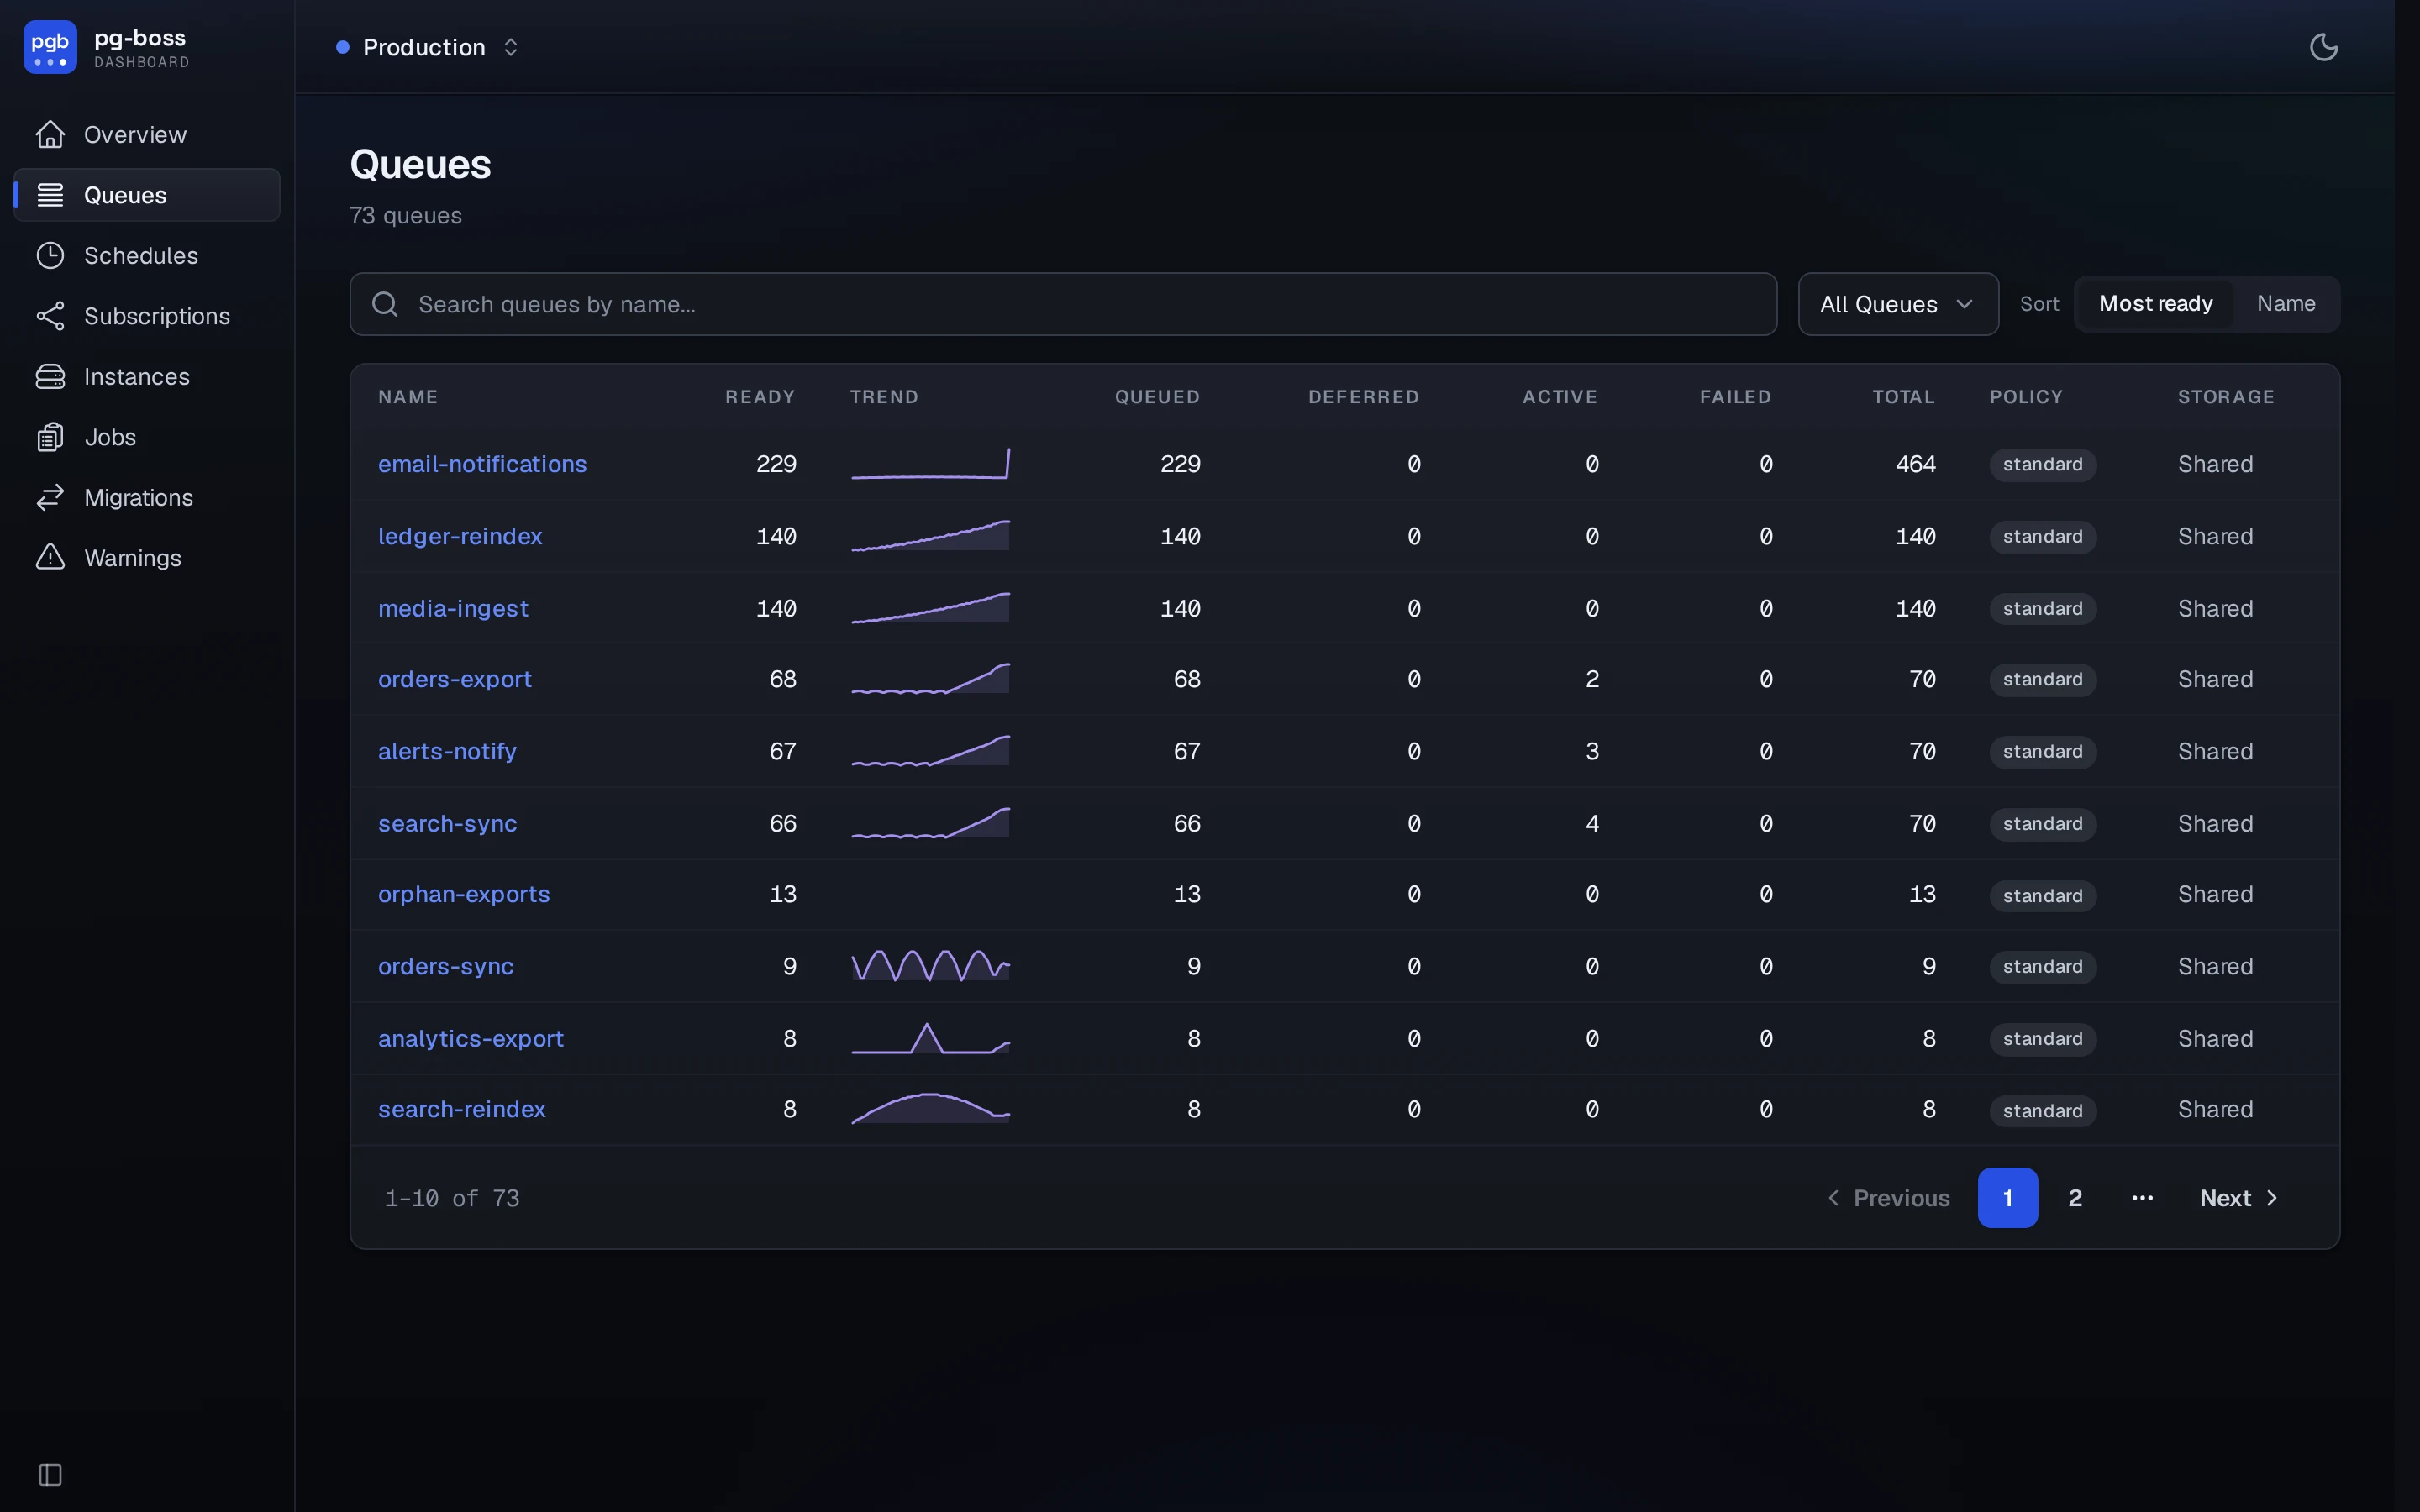 pgb
pg-boss
DASHBOARD
Overview
Queues
Schedules
Subscriptions
Instances
Jobs
Migrations
Warnings
Production
Queues
73 queues
Search queues by name...
All Queues
Sort
Most ready
Name
NAME READY TREND QUEUED DEFERRED ACTIVE FAILED TOTAL POLICY STORAGE
email-notifications 229 229 0 0 0 464 standard Shared
ledger-reindex 140 140 0 0 0 140 standard Shared
media-ingest 140 140 0 0 0 140 standard Shared
orders-export 68 68 0 2 0 70 standard Shared
alerts-notify 67 67 0 3 0 70 standard Shared
search-sync 66 66 0 4 0 70 standard Shared
orphan-exports 13 13 0 0 0 13 standard Shared
orders-sync 9 9 0 0 0 9 standard Shared
analytics-export 8 8 0 0 0 8 standard Shared
search-reindex 8 8 0 0 0 8 standard Shared
1–10 of 73
Previous 1 2 ··· Next